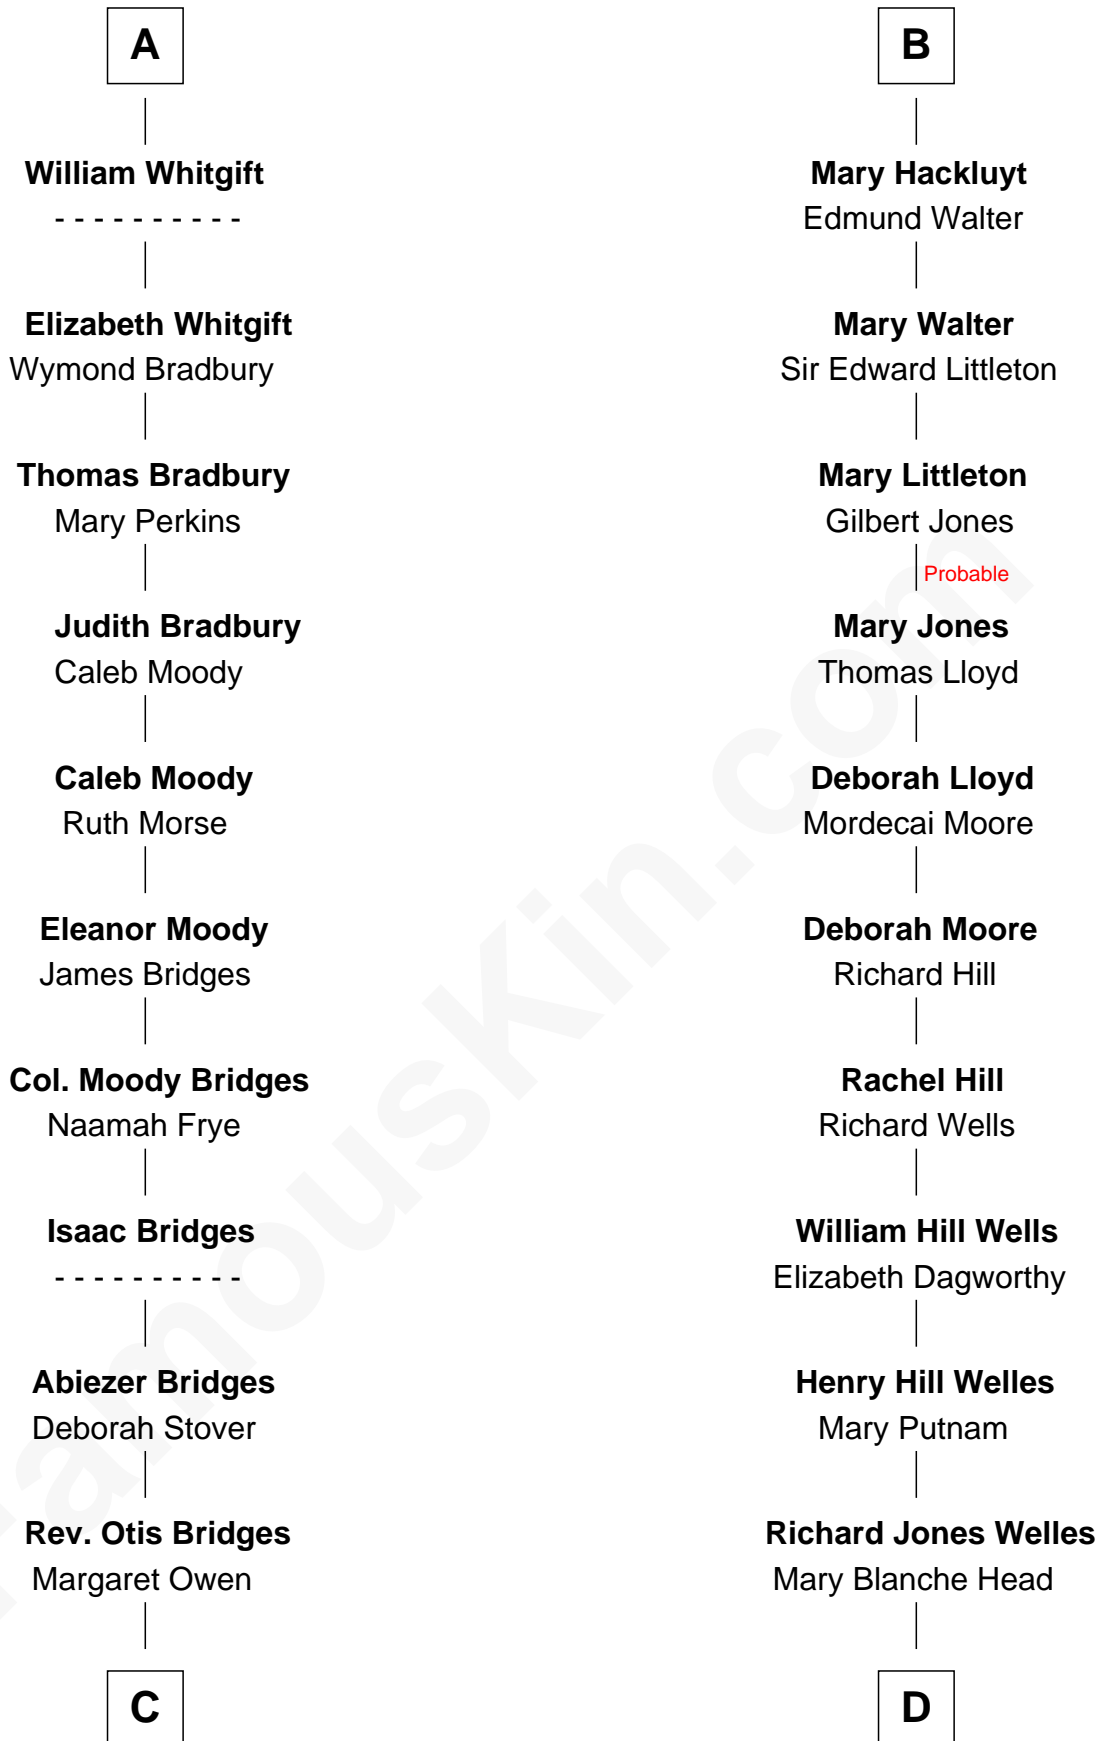 A
William Whitgift
- - - - - - - - - -
Elizabeth Whitgift
Wymond Bradbury
Thomas Bradbury
Mary Perkins
Judith Bradbury
Caleb Moody
Caleb Moody
Ruth Morse
Eleanor Moody
James Bridges
Col. Moody Bridges
Naamah Frye
Isaac Bridges
- - - - - - - - - -
Abiezer Bridges
Deborah Stover
Rev. Otis Bridges
Margaret Owen
C
B
Mary Hackluyt
Edmund Walter
Mary Walter
Sir Edward Littleton
Mary Littleton
Gilbert Jones
Probable
Mary Jones
Thomas Lloyd
Deborah Lloyd
Mordecai Moore
Deborah Moore
Richard Hill
Rachel Hill
Richard Wells
William Hill Wells
Elizabeth Dagworthy
Henry Hill Welles
Mary Putnam
Richard Jones Welles
Mary Blanche Head
D
FamousKin.com